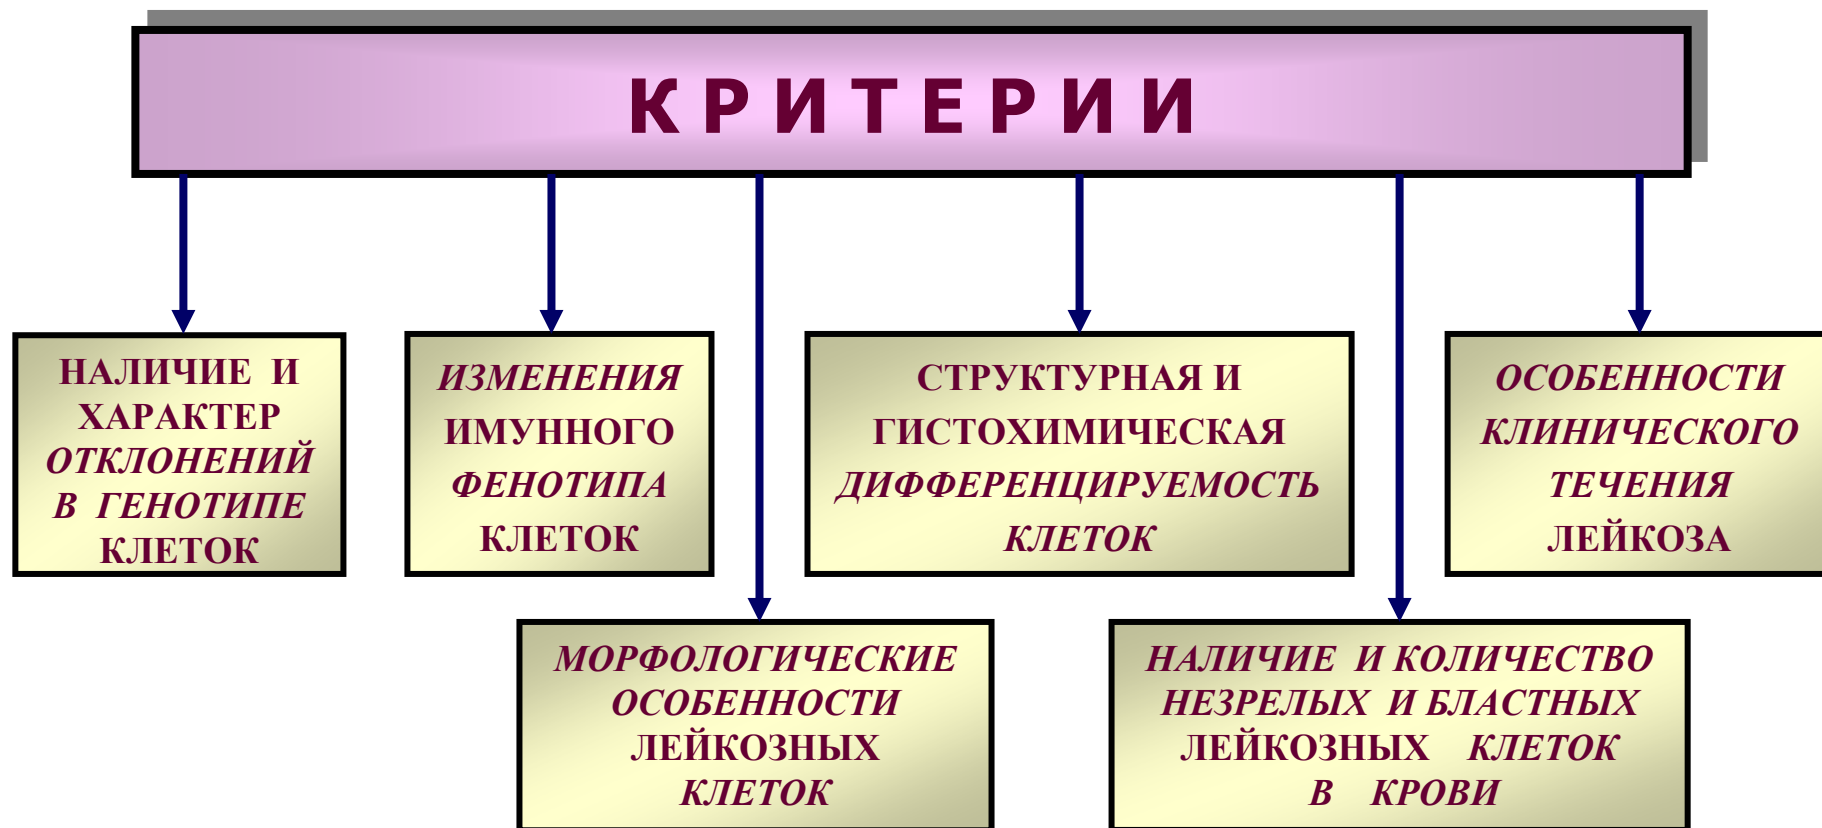 КРИТЕРИИ
НАЛИЧИЕ И
ХАРАКТЕР
ОТКЛОНЕНИЙ
В ГЕНОТИПЕ
КЛЕТОК
ИЗМЕНЕНИЯ
ИМУННОГО
ФЕНОТИПА
КЛЕТОК
СТРУКТУРНАЯ И
ГИСТОХИМИЧЕСКАЯ
ДИФФЕРЕНЦИРУЕМОСТЬ
КЛЕТОК
ОСОБЕННОСТИ
КЛИНИЧЕСКОГО
ТЕЧЕНИЯ
ЛЕЙКОЗА
МОРФОЛОГИЧЕСКИЕ
ОСОБЕННОСТИ
ЛЕЙКОЗНЫХ
КЛЕТОК
НАЛИЧИЕ И КОЛИЧЕСТВО
НЕЗРЕЛЫХ И БЛАСТНЫХ
ЛЕЙКОЗНЫХ КЛЕТОК
В КРОВИ